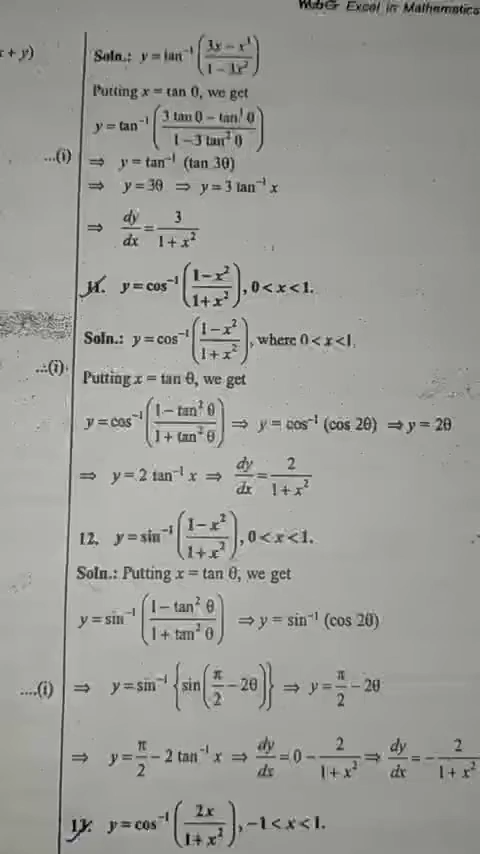 MtG Excel in Mathematics
x + y)
Soln.: y = tan⁻¹ ((3x − x³)/(1 − 3x²))
Putting x = tan θ, we get
y = tan⁻¹ ((3 tan θ − tan³ θ)/(1 − 3 tan² θ))
...(i) ⇒ y = tan⁻¹ (tan 3θ)
⇒ y = 3θ ⇒ y = 3 tan⁻¹ x
⇒ dy/dx = 3/(1 + x²)
11. y = cos⁻¹ ((1 − x²)/(1 + x²)), 0 < x < 1.
Soln.: y = cos⁻¹ ((1 − x²)/(1 + x²)), where 0 < x < 1
...(i)
Putting x = tan θ, we get
y = cos⁻¹ ((1 − tan² θ)/(1 + tan² θ)) ⇒ y = cos⁻¹ (cos 2θ) ⇒ y = 2θ
⇒ y = 2 tan⁻¹ x ⇒ dy/dx = 2/(1 + x²)
12. y = sin⁻¹ ((1 − x²)/(1 + x²)), 0 < x < 1.
Soln.: Putting x = tan θ, we get
y = sin⁻¹ ((1 − tan² θ)/(1 + tan² θ)) ⇒ y = sin⁻¹ (cos 2θ)
....(i) ⇒ y = sin⁻¹ {sin(π/2 − 2θ)} ⇒ y = π/2 − 2θ
⇒ y = π/2 − 2 tan⁻¹ x ⇒ dy/dx = 0 − 2/(1 + x²) ⇒ dy/dx = − 2/(1 + x²)
13. y = cos⁻¹ (2x/(1 + x²)), −1 < x < 1.